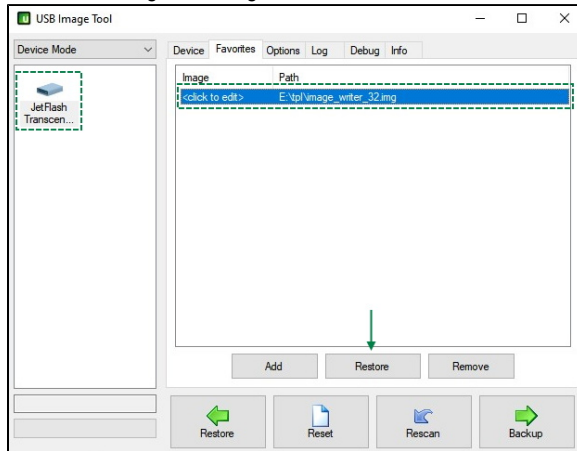 USB Image Tool
Device Mode
Device Favorites Options Log Debug Info
Image Path
<click to edit> E:\tpl\image_writer_32.img
JetFlash
Transcen...
Add Restore Remove
Restore Reset Rescan Backup